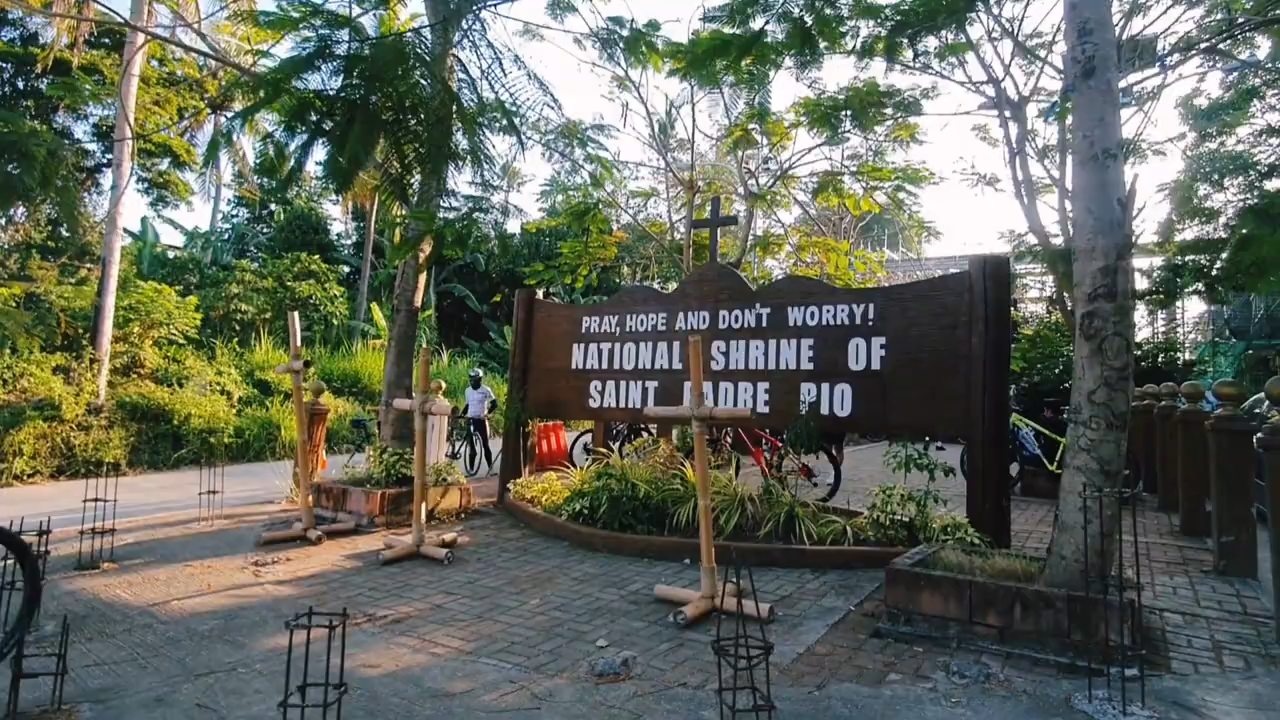 PRAY, HOPE AND DON'T WORRY!
NATIONAL SHRINE OF
SAINT PADRE PIO